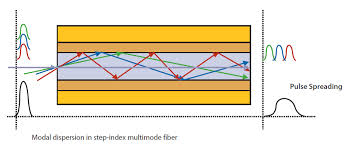 Pulse Spreading
Modal dispersion in step-index multimode fiber